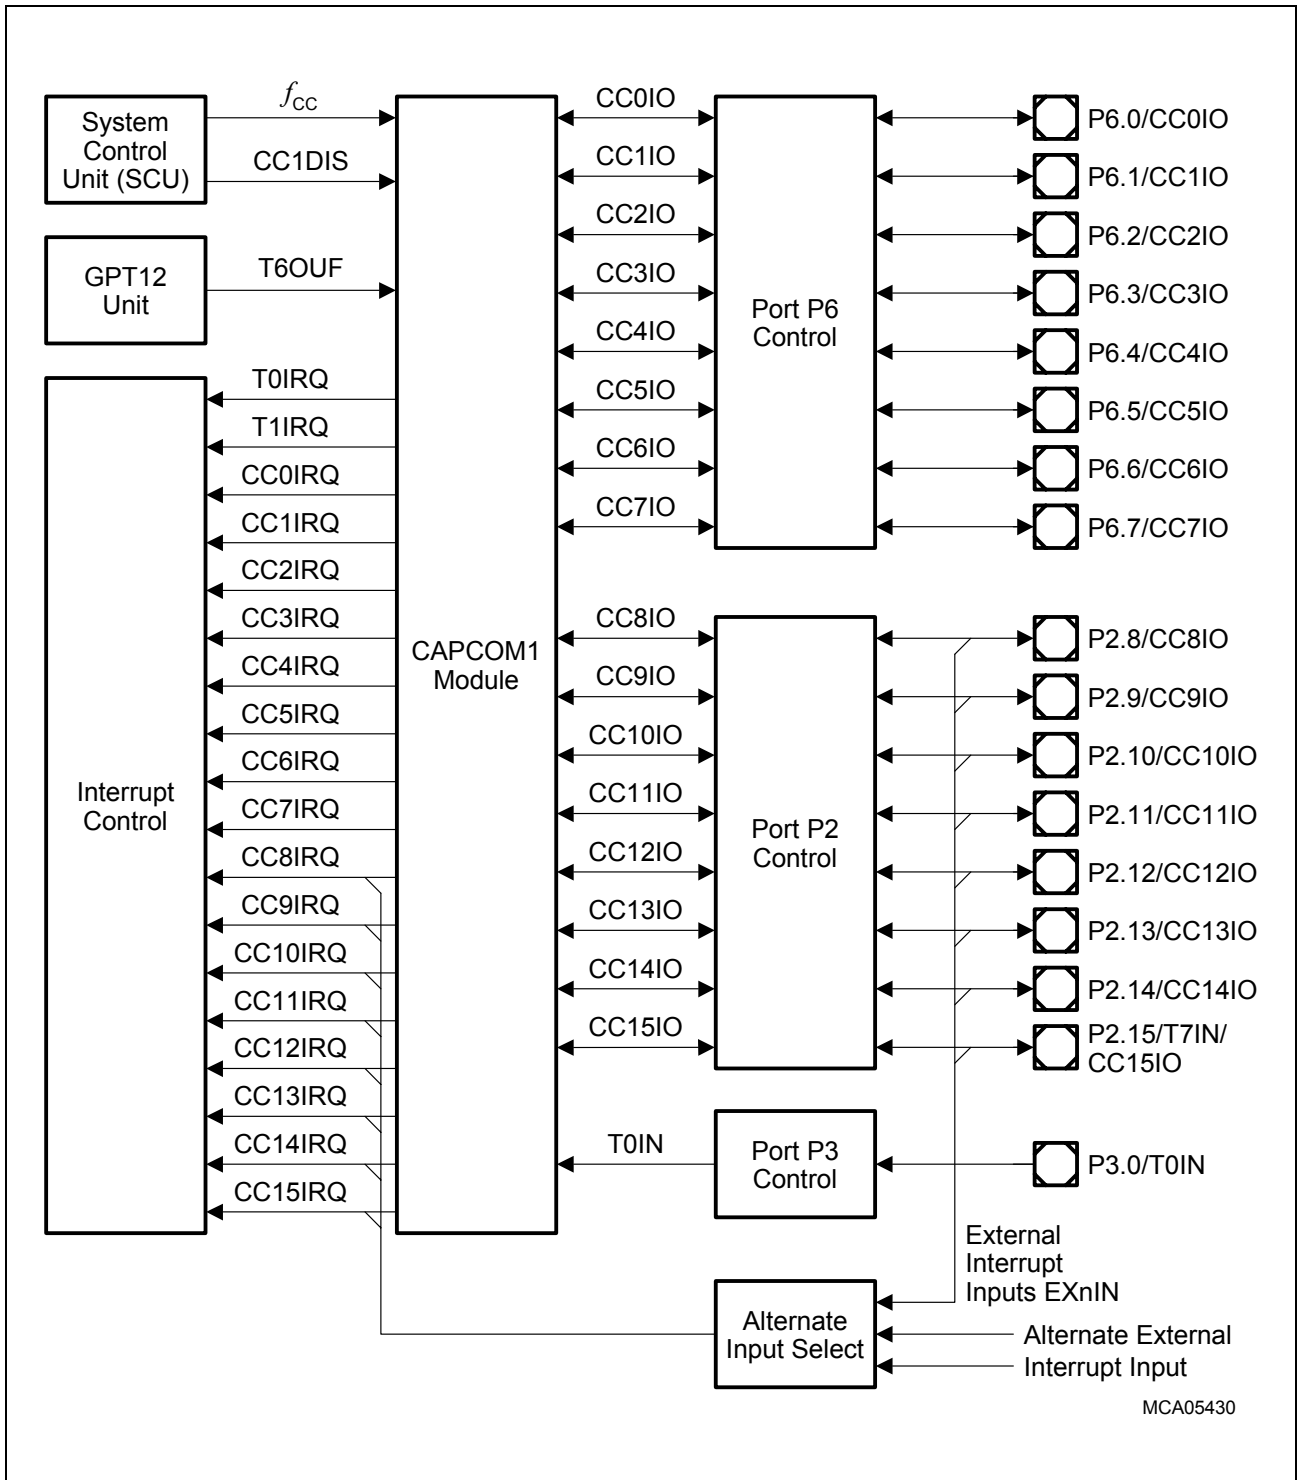 System
Control
Unit (SCU)
fCC
CC1DIS
GPT12
Unit
T6OUF
Interrupt
Control
T0IRQ
T1IRQ
CC0IRQ
CC1IRQ
CC2IRQ
CC3IRQ
CC4IRQ
CC5IRQ
CC6IRQ
CC7IRQ
CC8IRQ
CC9IRQ
CC10IRQ
CC11IRQ
CC12IRQ
CC13IRQ
CC14IRQ
CC15IRQ
CAPCOM1
Module
CC0IO
CC1IO
CC2IO
CC3IO
CC4IO
CC5IO
CC6IO
CC7IO
Port P6
Control
P6.0/CC0IO
P6.1/CC1IO
P6.2/CC2IO
P6.3/CC3IO
P6.4/CC4IO
P6.5/CC5IO
P6.6/CC6IO
P6.7/CC7IO
CC8IO
CC9IO
CC10IO
CC11IO
CC12IO
CC13IO
CC14IO
CC15IO
Port P2
Control
P2.8/CC8IO
P2.9/CC9IO
P2.10/CC10IO
P2.11/CC11IO
P2.12/CC12IO
P2.13/CC13IO
P2.14/CC14IO
P2.15/T7IN/
CC15IO
T0IN
Port P3
Control
P3.0/T0IN
External
Interrupt
Inputs EXnIN
Alternate
Input Select
Alternate External
Interrupt Input
MCA05430